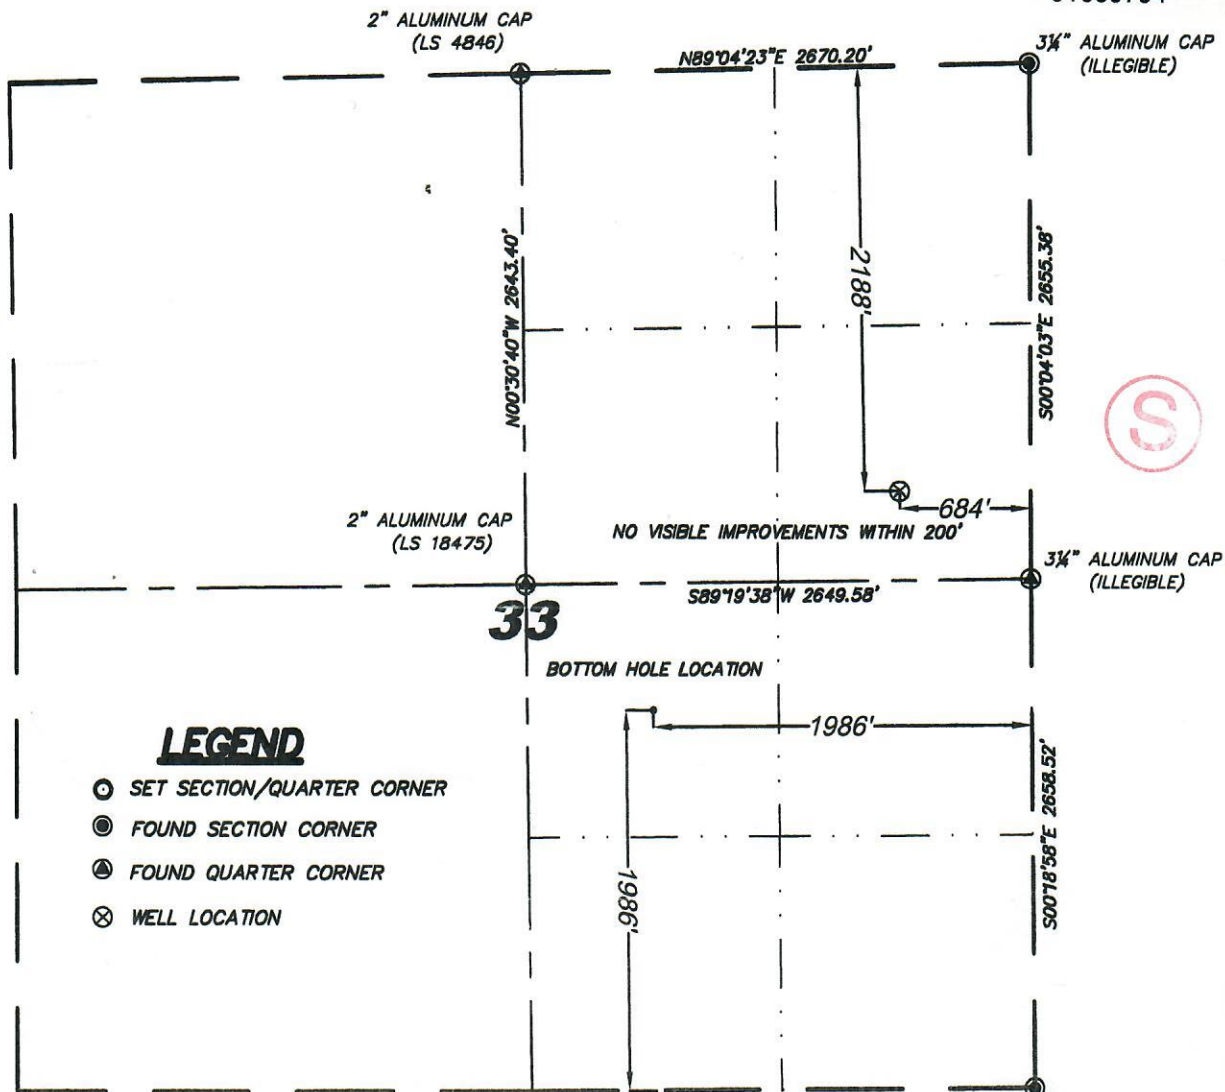 2" ALUMINUM CAP
(LS 4846)
N89°04'23"E 2670.20'
3¼" ALUMINUM CAP
(ILLEGIBLE)
N00°30'40"W 2643.40'
2188'
S00°04'03"E 2655.38'
S
684'
2" ALUMINUM CAP
(LS 18475)
NO VISIBLE IMPROVEMENTS WITHIN 200'
3¼" ALUMINUM CAP
(ILLEGIBLE)
S89°19'38"W 2649.58'
33
BOTTOM HOLE LOCATION
1986'
1986'
S00°18'58"E 2658.52'
LEGEND
SET SECTION/QUARTER CORNER
FOUND SECTION CORNER
FOUND QUARTER CORNER
WELL LOCATION